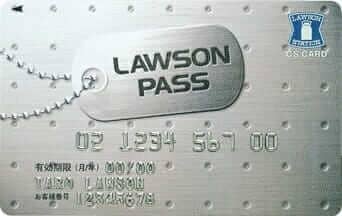 LAWSON
STATION
CS CARD
LAWSON
PASS
02 1234 567 00
有効期限(月/年) 00/00
TARO LAWSON
お客様番号 12345678